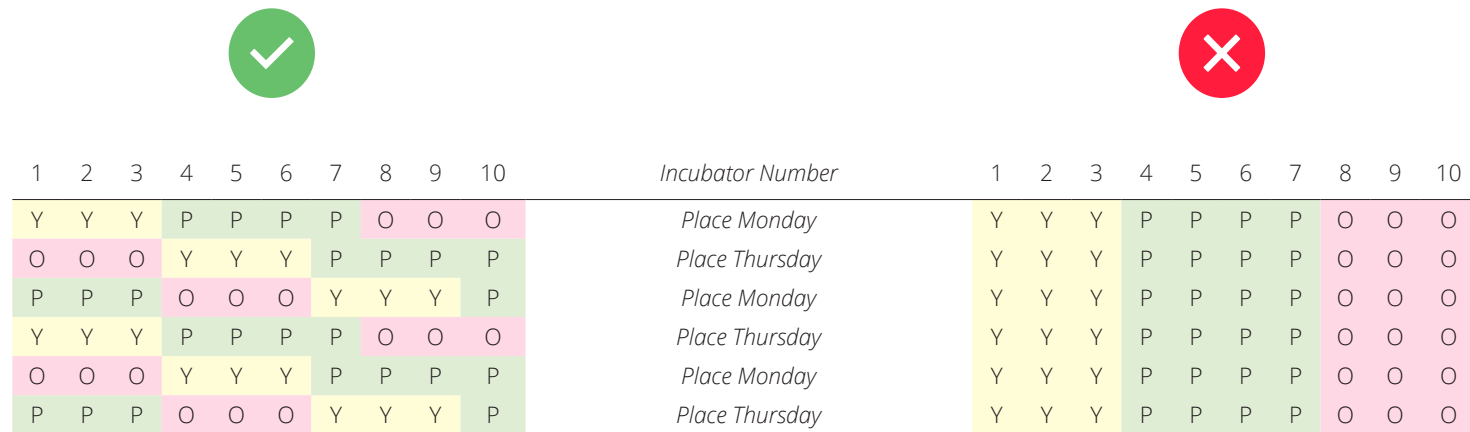 1 2 3 4 5 6 7 8 9 10 Incubator Number 1 2 3 4 5 6 7 8 9 10
Y Y Y P P P P O O O Place Monday Y Y Y P P P P O O O
O O O Y Y Y P P P P Place Thursday Y Y Y P P P P O O O
P P P O O O Y Y Y P Place Monday Y Y Y P P P P O O O
Y Y Y P P P P O O O Place Thursday Y Y Y P P P P O O O
O O O Y Y Y P P P P Place Monday Y Y Y P P P P O O O
P P P O O O Y Y Y P Place Thursday Y Y Y P P P P O O O